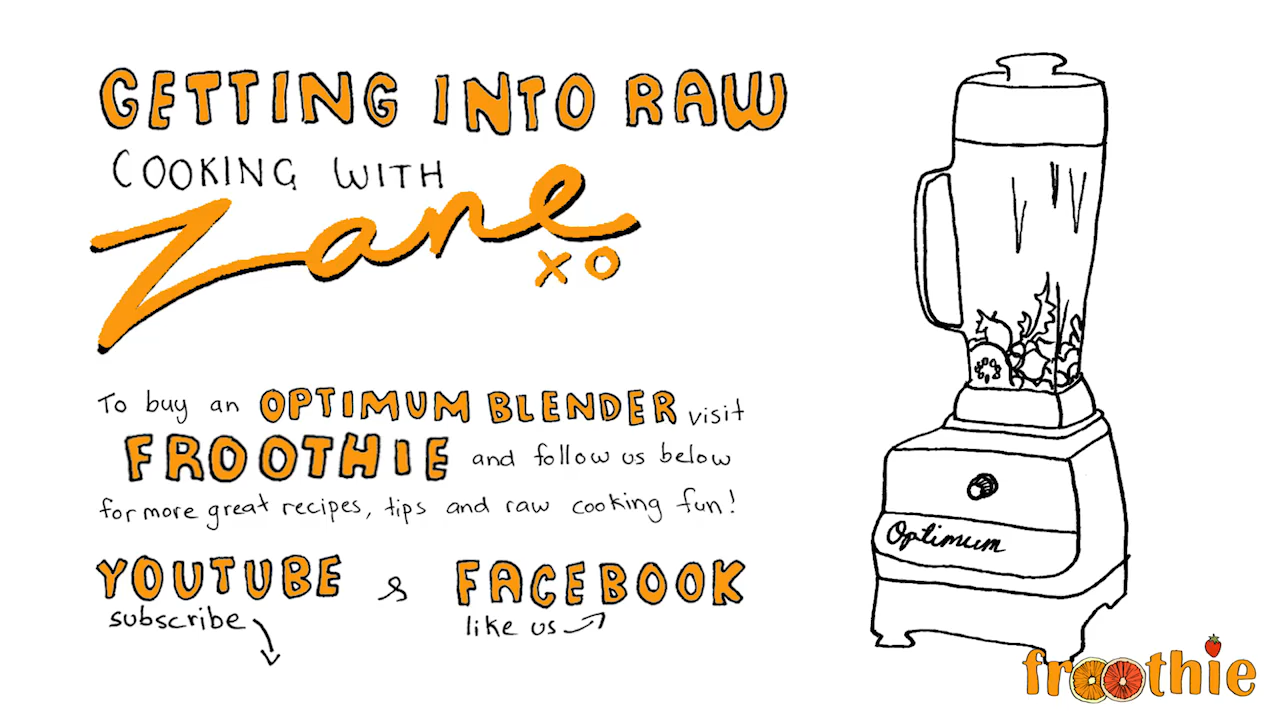 GETTING INTO RAW
COOKING WITH
Zane
XO
To buy an OPTIMUM BLENDER visit
FROOTHIE and follow us below
for more great recipes, tips and raw cooking fun!
YOUTUBE & FACEBOOK
subscribe like us
Optimum
froothie